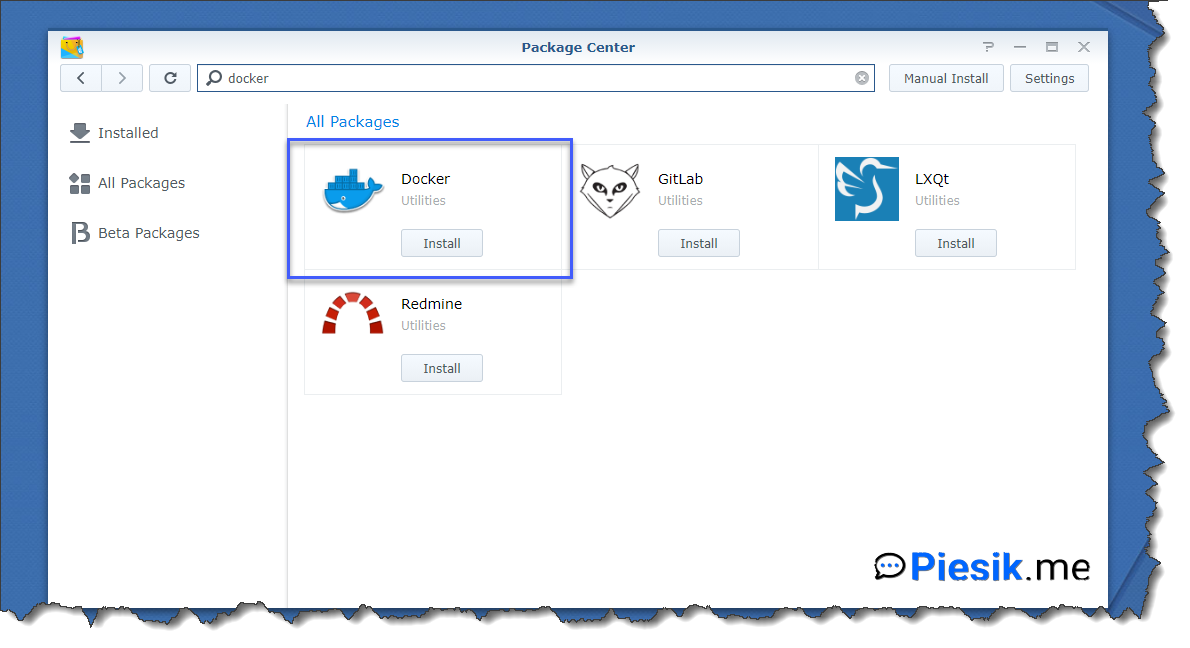 Package Center
docker
Manual Install
Settings
Installed
All Packages
Beta Packages
All Packages
Docker
Utilities
Install
GitLab
Utilities
Install
LXQt
Utilities
Install
Redmine
Utilities
Install
Piesik.me